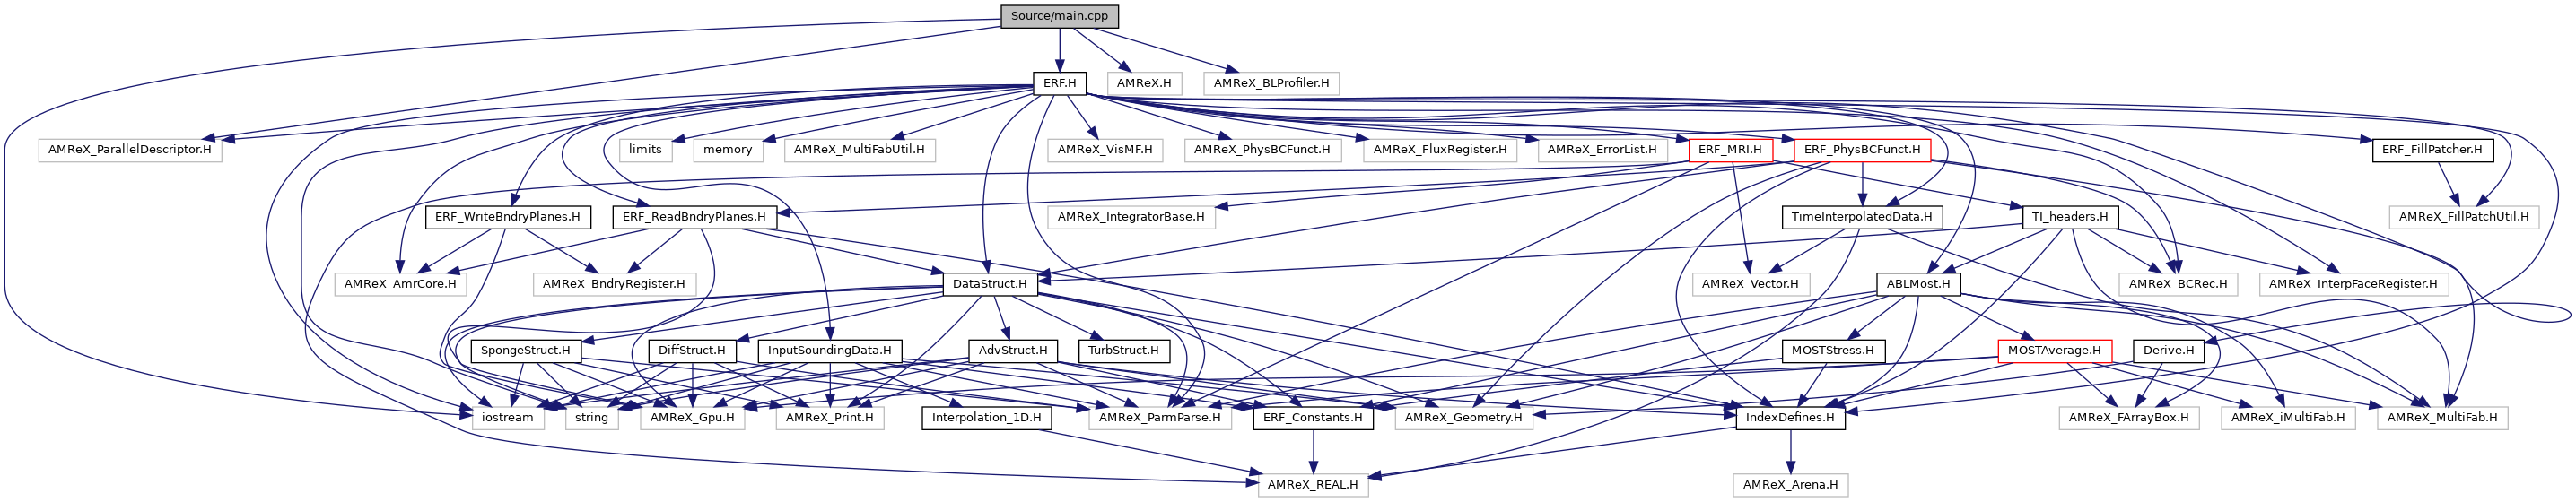 Source/main.cpp
ERF.H
AMReX.H
AMReX_BLProfiler.H
AMReX_ParallelDescriptor.H
limits
memory
AMReX_MultiFabUtil.H
AMReX_VisMF.H
AMReX_PhysBCFunct.H
AMReX_FluxRegister.H
AMReX_ErrorList.H
ERF_MRI.H
ERF_PhysBCFunct.H
ERF_FillPatcher.H
ERF_WriteBndryPlanes.H
ERF_ReadBndryPlanes.H
AMReX_IntegratorBase.H
TimeInterpolatedData.H
TI_headers.H
AMReX_FillPatchUtil.H
AMReX_AmrCore.H
AMReX_BndryRegister.H
DataStruct.H
AMReX_Vector.H
ABLMost.H
AMReX_BCRec.H
AMReX_InterpFaceRegister.H
SpongeStruct.H
DiffStruct.H
InputSoundingData.H
AdvStruct.H
TurbStruct.H
MOSTStress.H
MOSTAverage.H
Derive.H
iostream
string
AMReX_Gpu.H
AMReX_Print.H
Interpolation_1D.H
AMReX_ParmParse.H
ERF_Constants.H
AMReX_Geometry.H
IndexDefines.H
AMReX_FArrayBox.H
AMReX_iMultiFab.H
AMReX_MultiFab.H
AMReX_REAL.H
AMReX_Arena.H